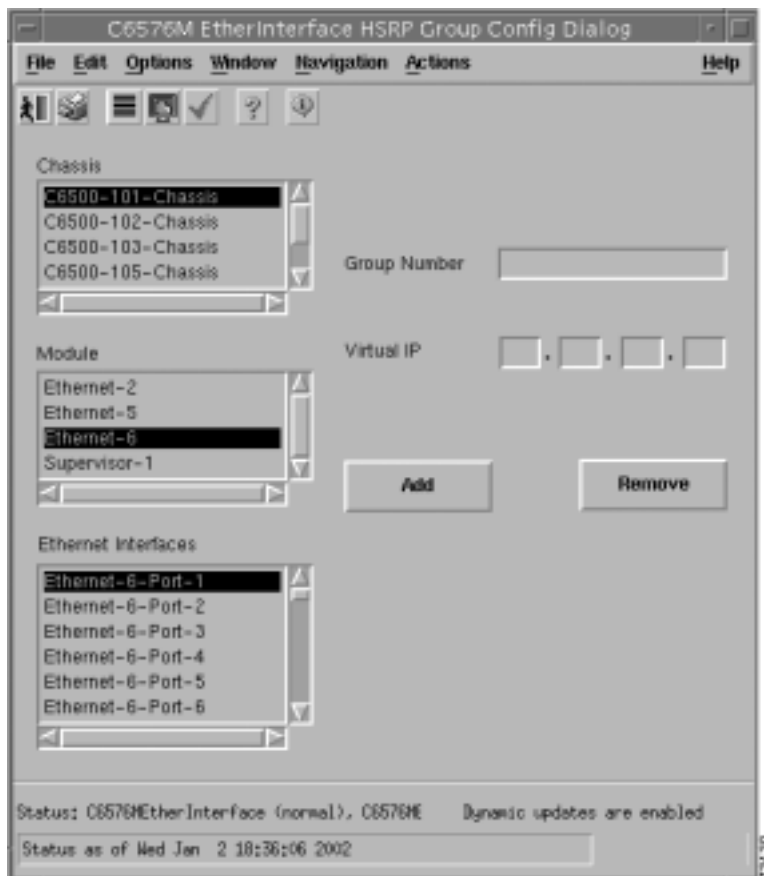 C6576M EtherInterface HSRP Group Config Dialog
File Edit Options Window Navigation Actions Help
Chassis
C6500-101-Chassis
C6500-102-Chassis
C6500-103-Chassis
C6500-105-Chassis
Group Number
Module
Virtual IP
Ethernet-2
Ethernet-5
Ethernet-6
Supervisor-1
Add Remove
Ethernet Interfaces
Ethernet-6-Port-1
Ethernet-6-Port-2
Ethernet-6-Port-3
Ethernet-6-Port-4
Ethernet-6-Port-5
Ethernet-6-Port-6
Status: C6576MEtherInterface (normal), C6576ME Dynamic updates are enabled
Status as of Wed Jan 2 18:36:06 2002